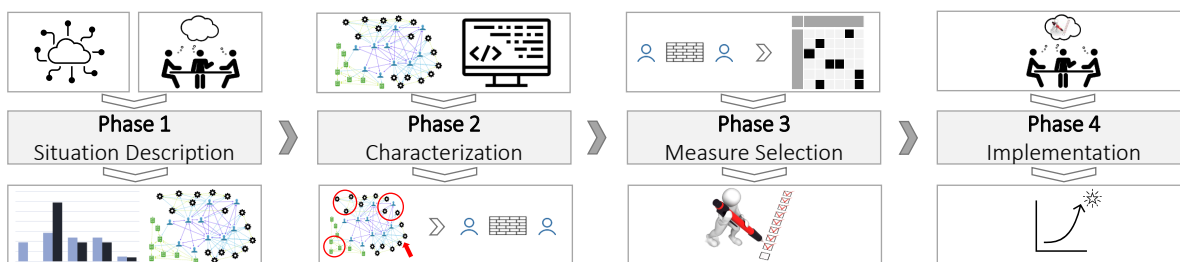 Phase 1
Situation Description
Phase 2
Characterization
Phase 3
Measure Selection
Phase 4
Implementation